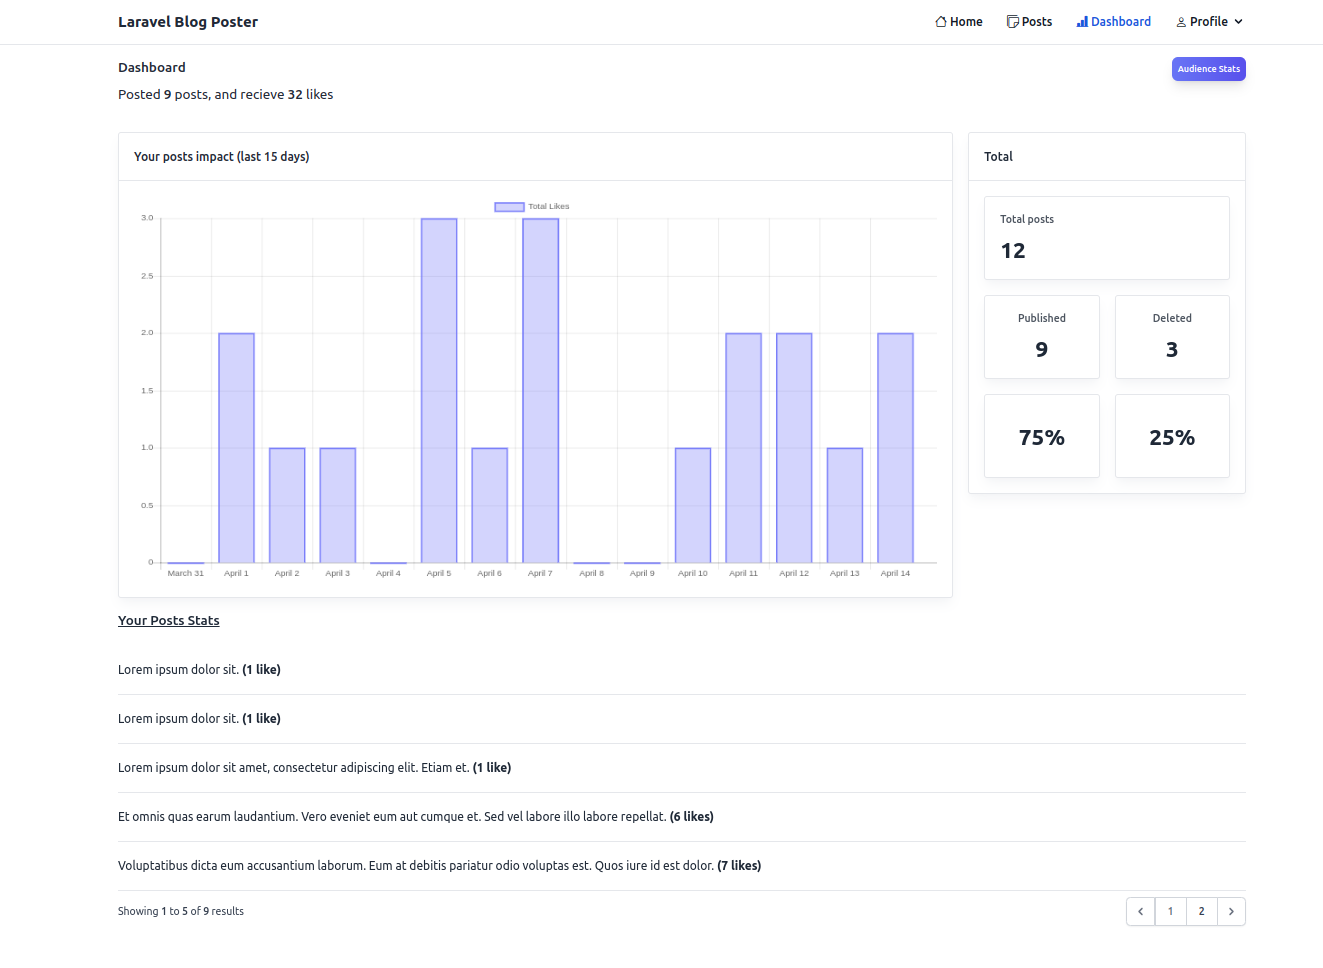 Laravel Blog Poster
Home Posts Dashboard Profile
Dashboard
Audience Stats
Posted 9 posts, and recieve 32 likes
Your posts impact (last 15 days)
Total Likes
3.0
2.5
2.0
1.5
1.0
0.5
0
March 31 April 1 April 2 April 3 April 4 April 5 April 6 April 7 April 8 April 9 April 10 April 11 April 12 April 13 April 14
Total
Total posts
12
Published
9
Deleted
3
75%
25%
Your Posts Stats
Lorem ipsum dolor sit. (1 like)
Lorem ipsum dolor sit. (1 like)
Lorem ipsum dolor sit amet, consectetur adipiscing elit. Etiam et. (1 like)
Et omnis quas earum laudantium. Vero eveniet eum aut cumque et. Sed vel labore illo labore repellat. (6 likes)
Voluptatibus dicta eum accusantium laborum. Eum at debitis pariatur odio voluptas est. Quos iure id est dolor. (7 likes)
Showing 1 to 5 of 9 results
1 2